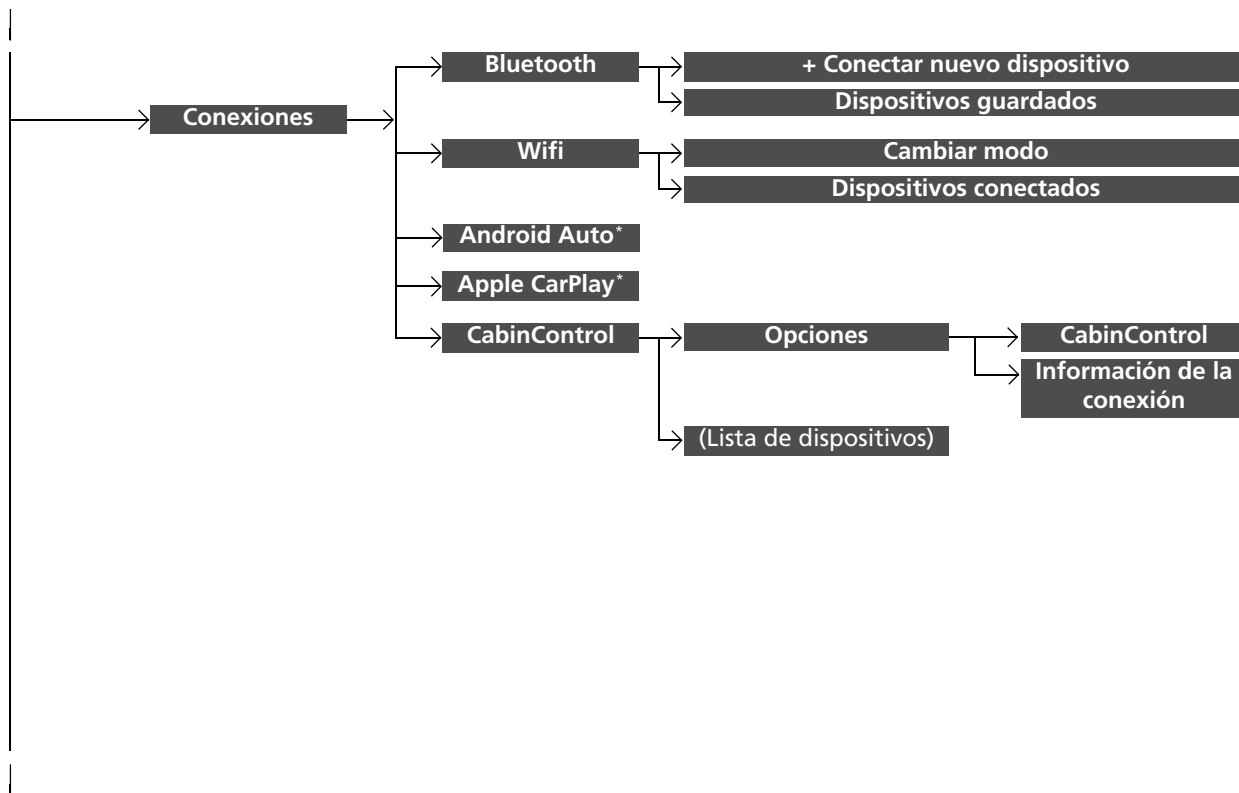 Bluetooth
+ Conectar nuevo dispositivo
Dispositivos guardados
Conexiones
Wifi
Cambiar modo
Dispositivos conectados
Android Auto*
Apple CarPlay*
CabinControl
Opciones
CabinControl
Información de la
conexión
(Lista de dispositivos)